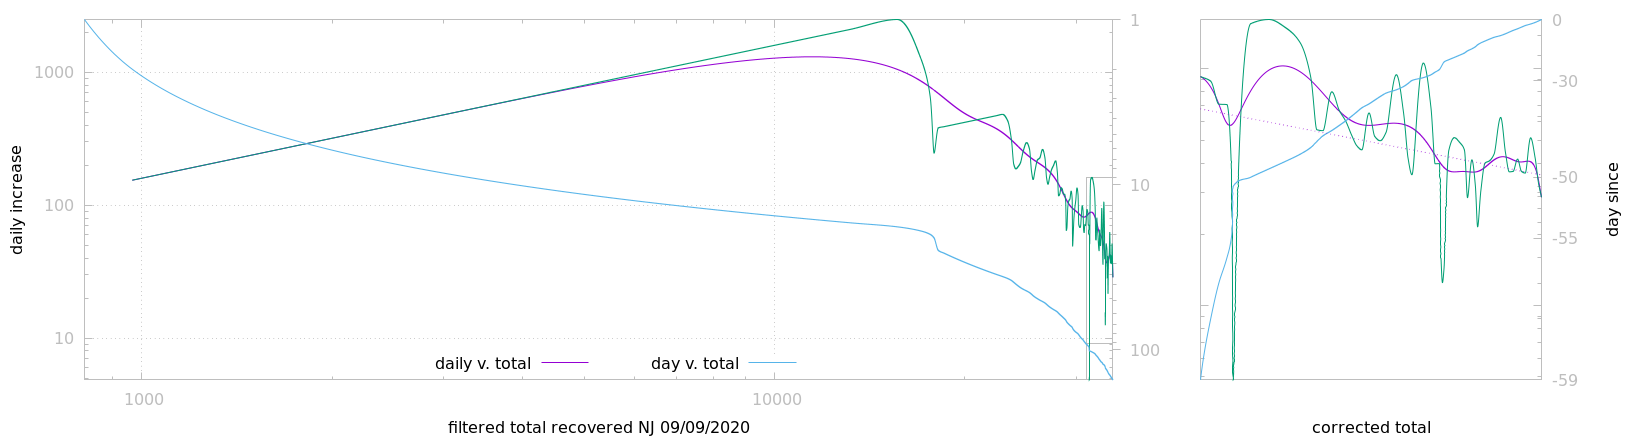 daily increase
1000
100
10
1000
10000
daily v. total
day v. total
filtered total recovered NJ 09/09/2020
1
10
100
0
-30
-50
-55
-59
day since
corrected total